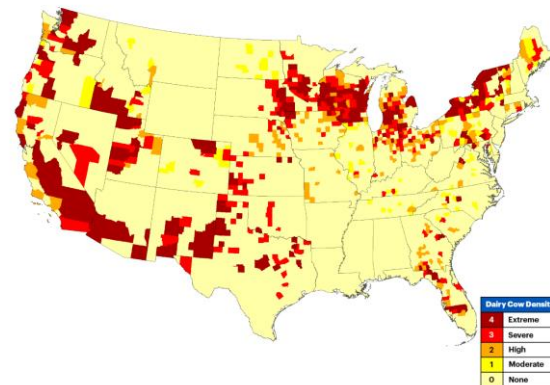 Dairy Cow Densit
4 Extreme
3 Severe
2 High
1 Moderate
0 None